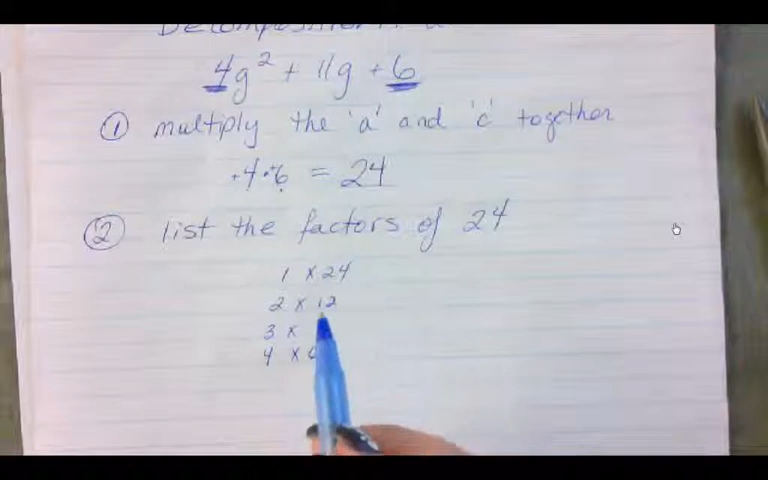 4g² + 11g + 6
① multiply the 'a' and 'c' together
·4·6 = 24
② list the factors of 24
1 x 24
2 x 12
3 x
4 x